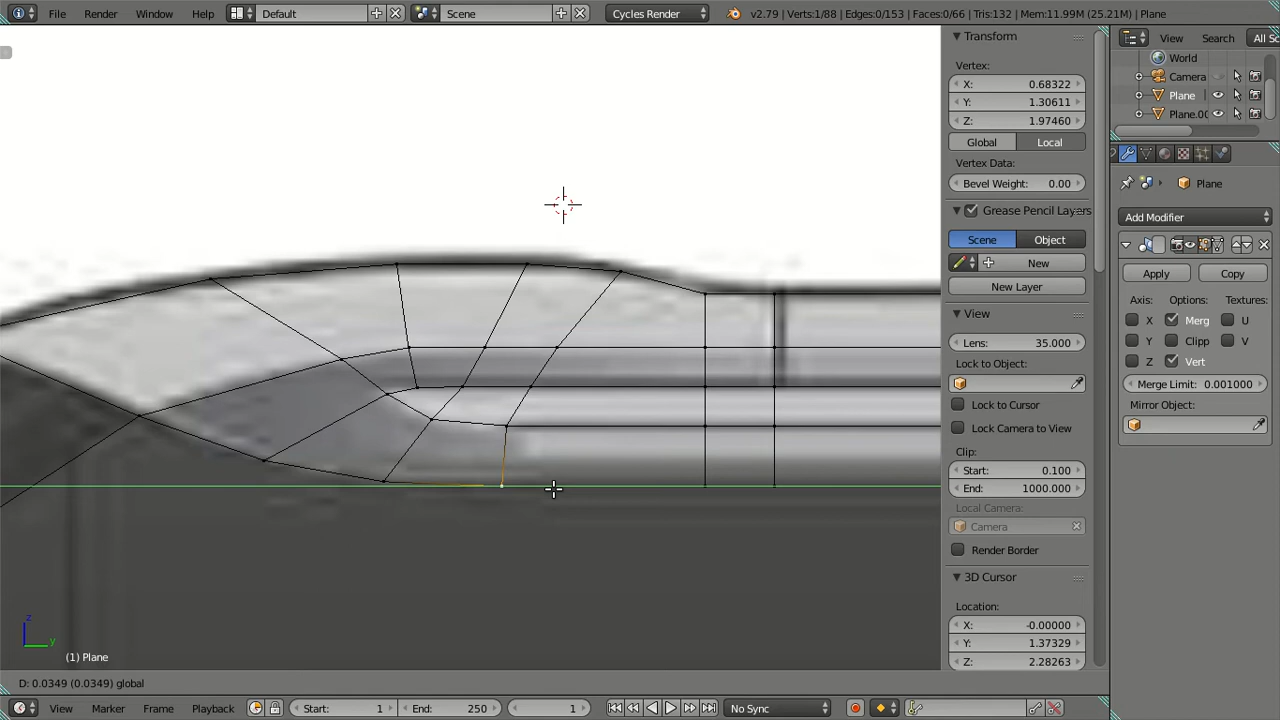 File Render Window Help Default Scene Cycles Render v2.79 | Verts:1/88 | Edges:0/153 | Faces:0/66 | Tris:132 | Mem:11.99M (25.21M) | Plane
Transform
Vertex:
X: 0.68322
Y: 1.30611
Z: 1.97460
Global Local
Vertex Data:
Bevel Weight: 0.00
Grease Pencil Layers
Scene Object
New
New Layer
View
Lens: 35.000
Lock to Object:
Lock to Cursor
Lock Camera to View
Clip:
Start: 0.100
End: 1000.000
Local Camera:
Camera
Render Border
3D Cursor
Location:
X: -0.00000
Y: 1.37329
Z: 2.28263
View Search All Sc
World
Camera
Plane
Plane.00
Plane
Add Modifier
Apply Copy
Axis: Options: Textures:
X Merg U
Y Clipp V
Z Vert
Merge Limit: 0.001000
Mirror Object:
z
y
(1) Plane
D: 0.0349 (0.0349) global
View Marker Frame Playback Start: 1 End: 250 1 No Sync